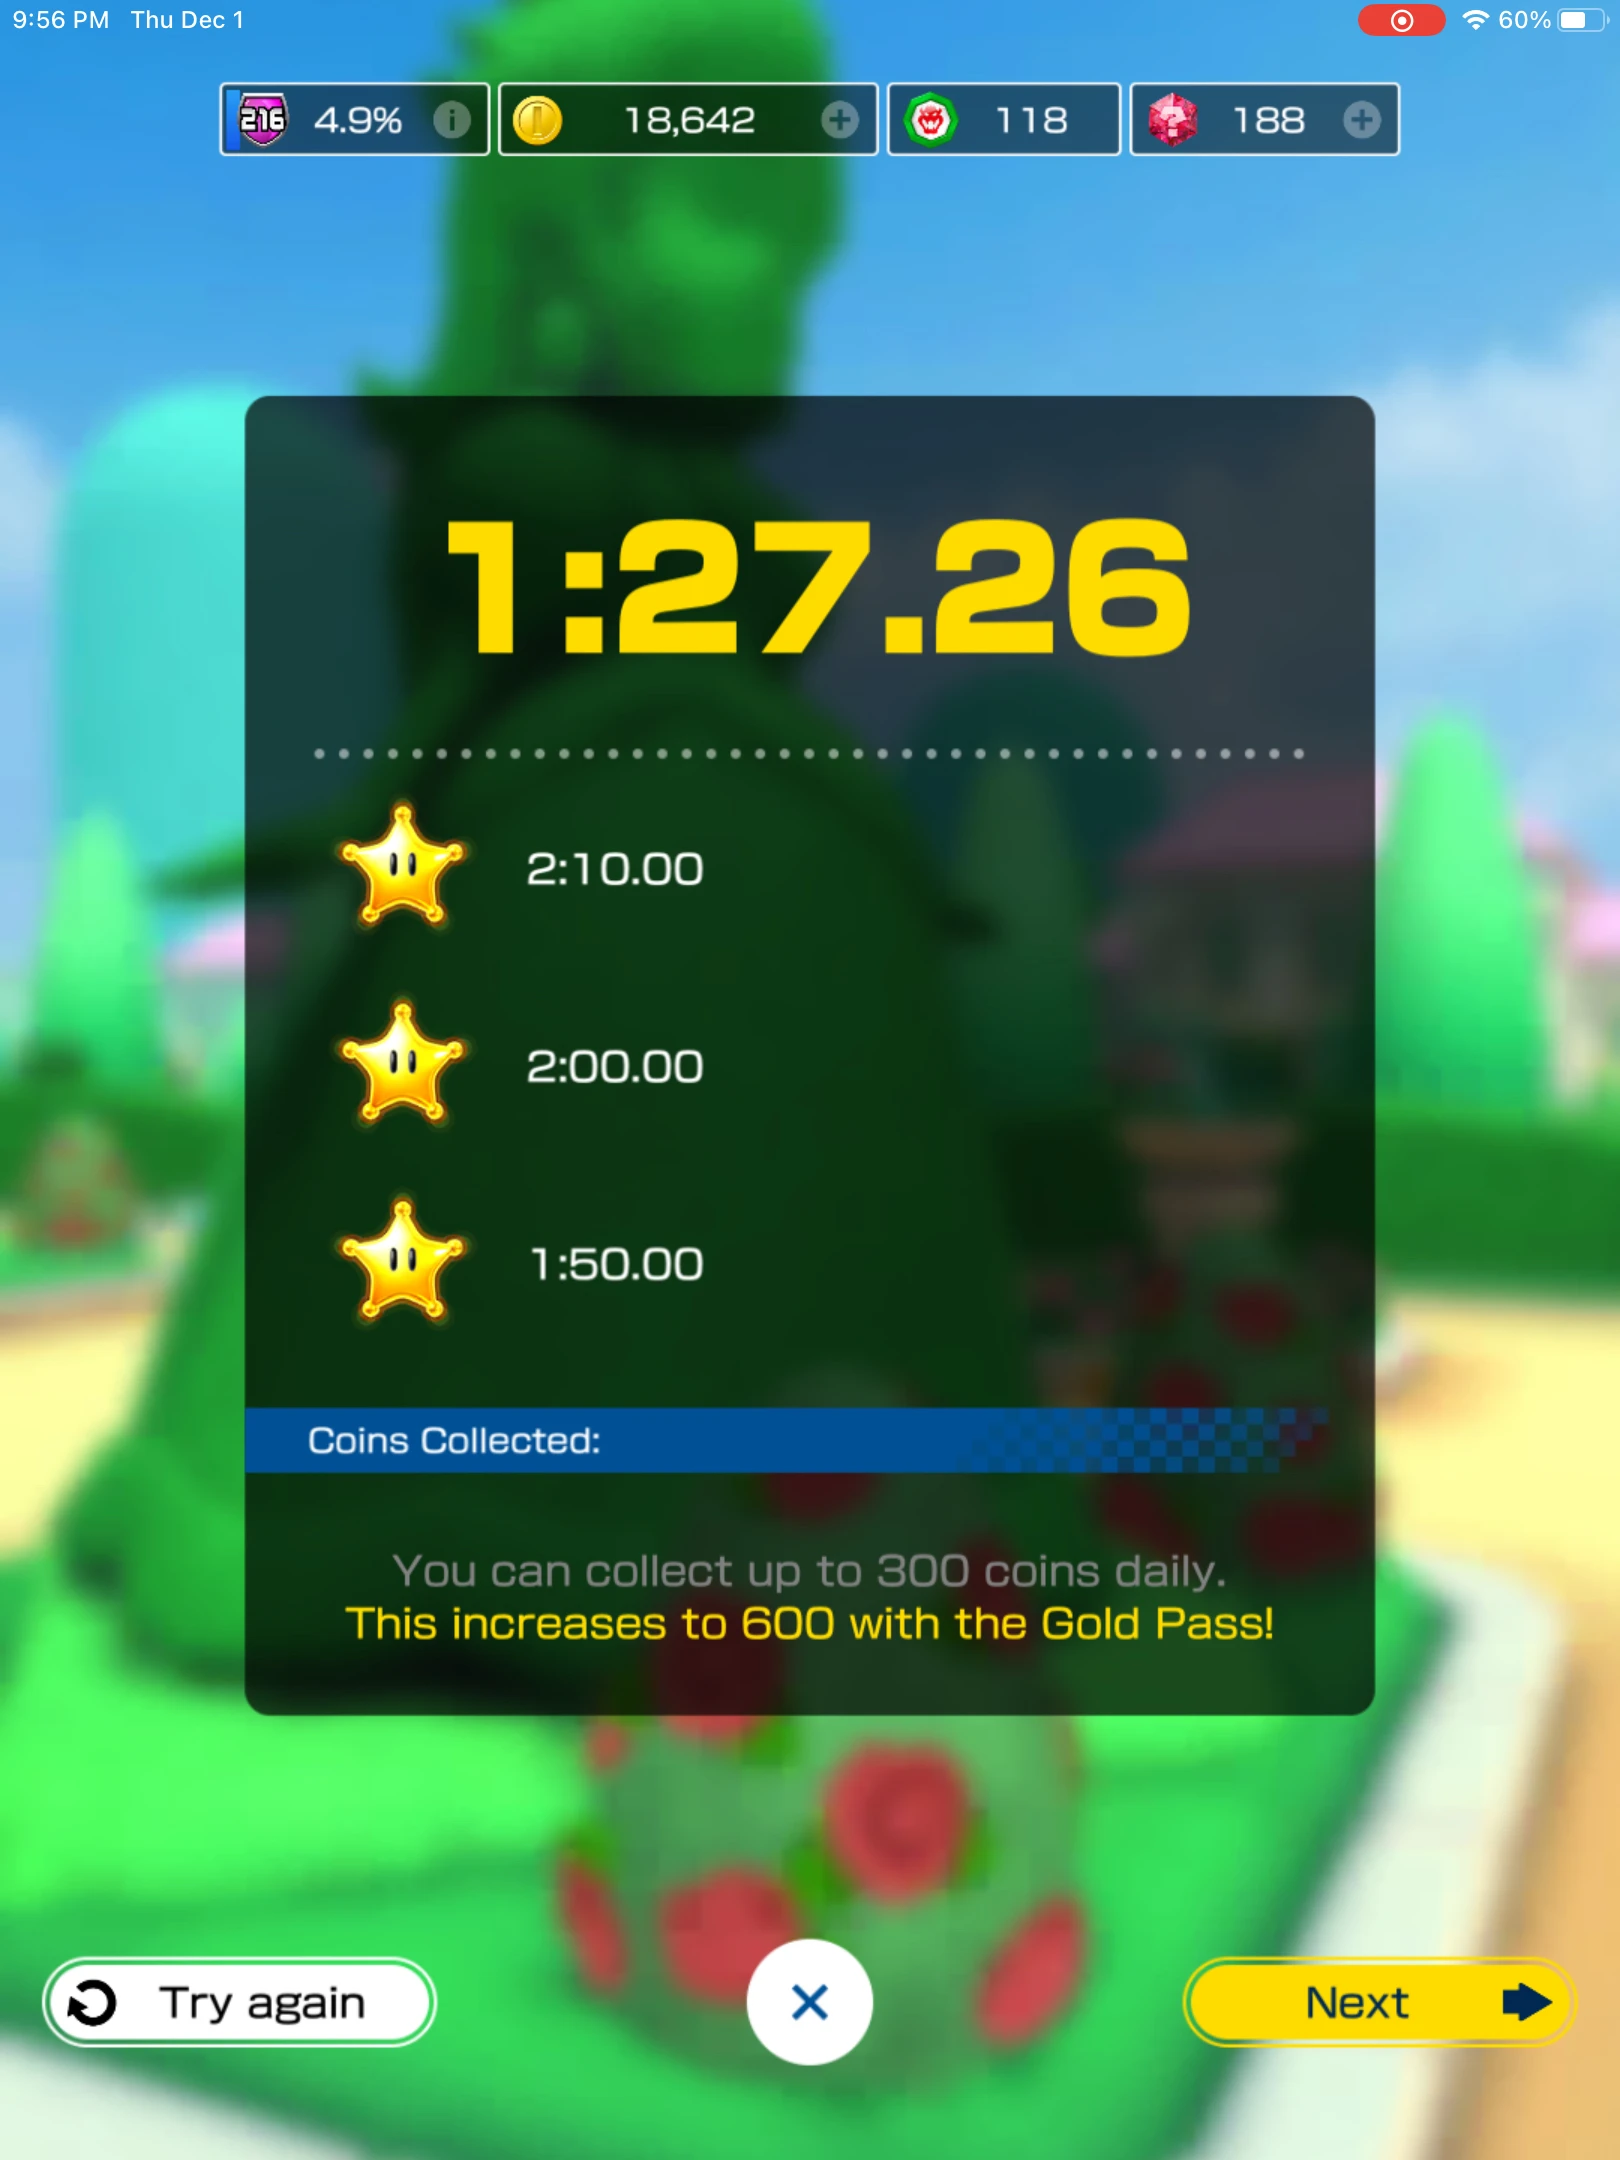 9:56 PM Thu Dec 1 60%
216 4.9% i 18,642 + 118 ? 188 +
1:27.26
2:10.00
2:00.00
1:50.00
Coins Collected:
You can collect up to 300 coins daily.
This increases to 600 with the Gold Pass!
Try again × Next